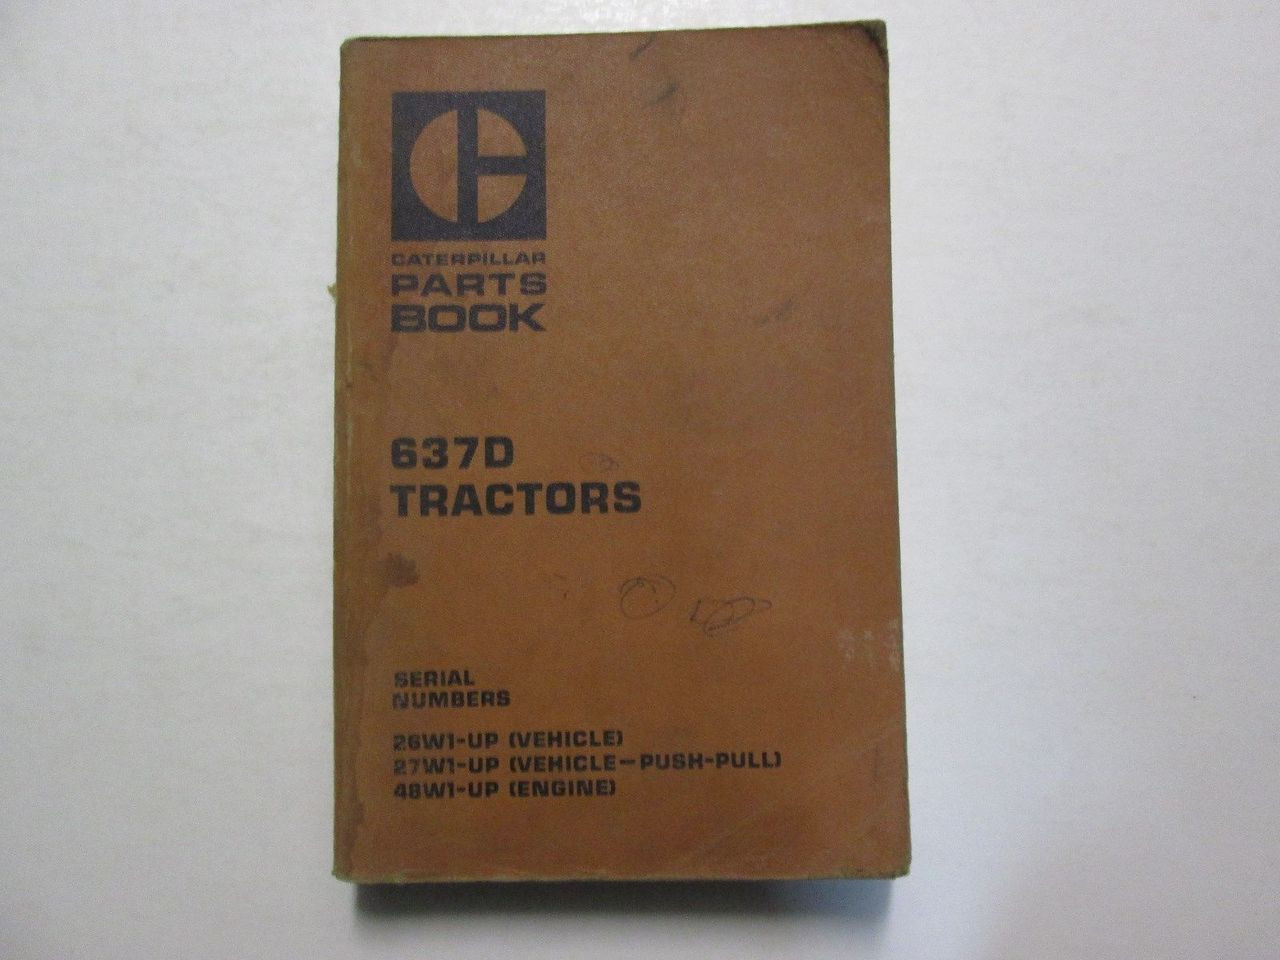 CATERPILLAR
PARTS
BOOK
637D
TRACTORS
SERIAL
NUMBERS
26W1-UP (VEHICLE)
27W1-UP (VEHICLE—PUSH-PULL)
48W1-UP (ENGINE)